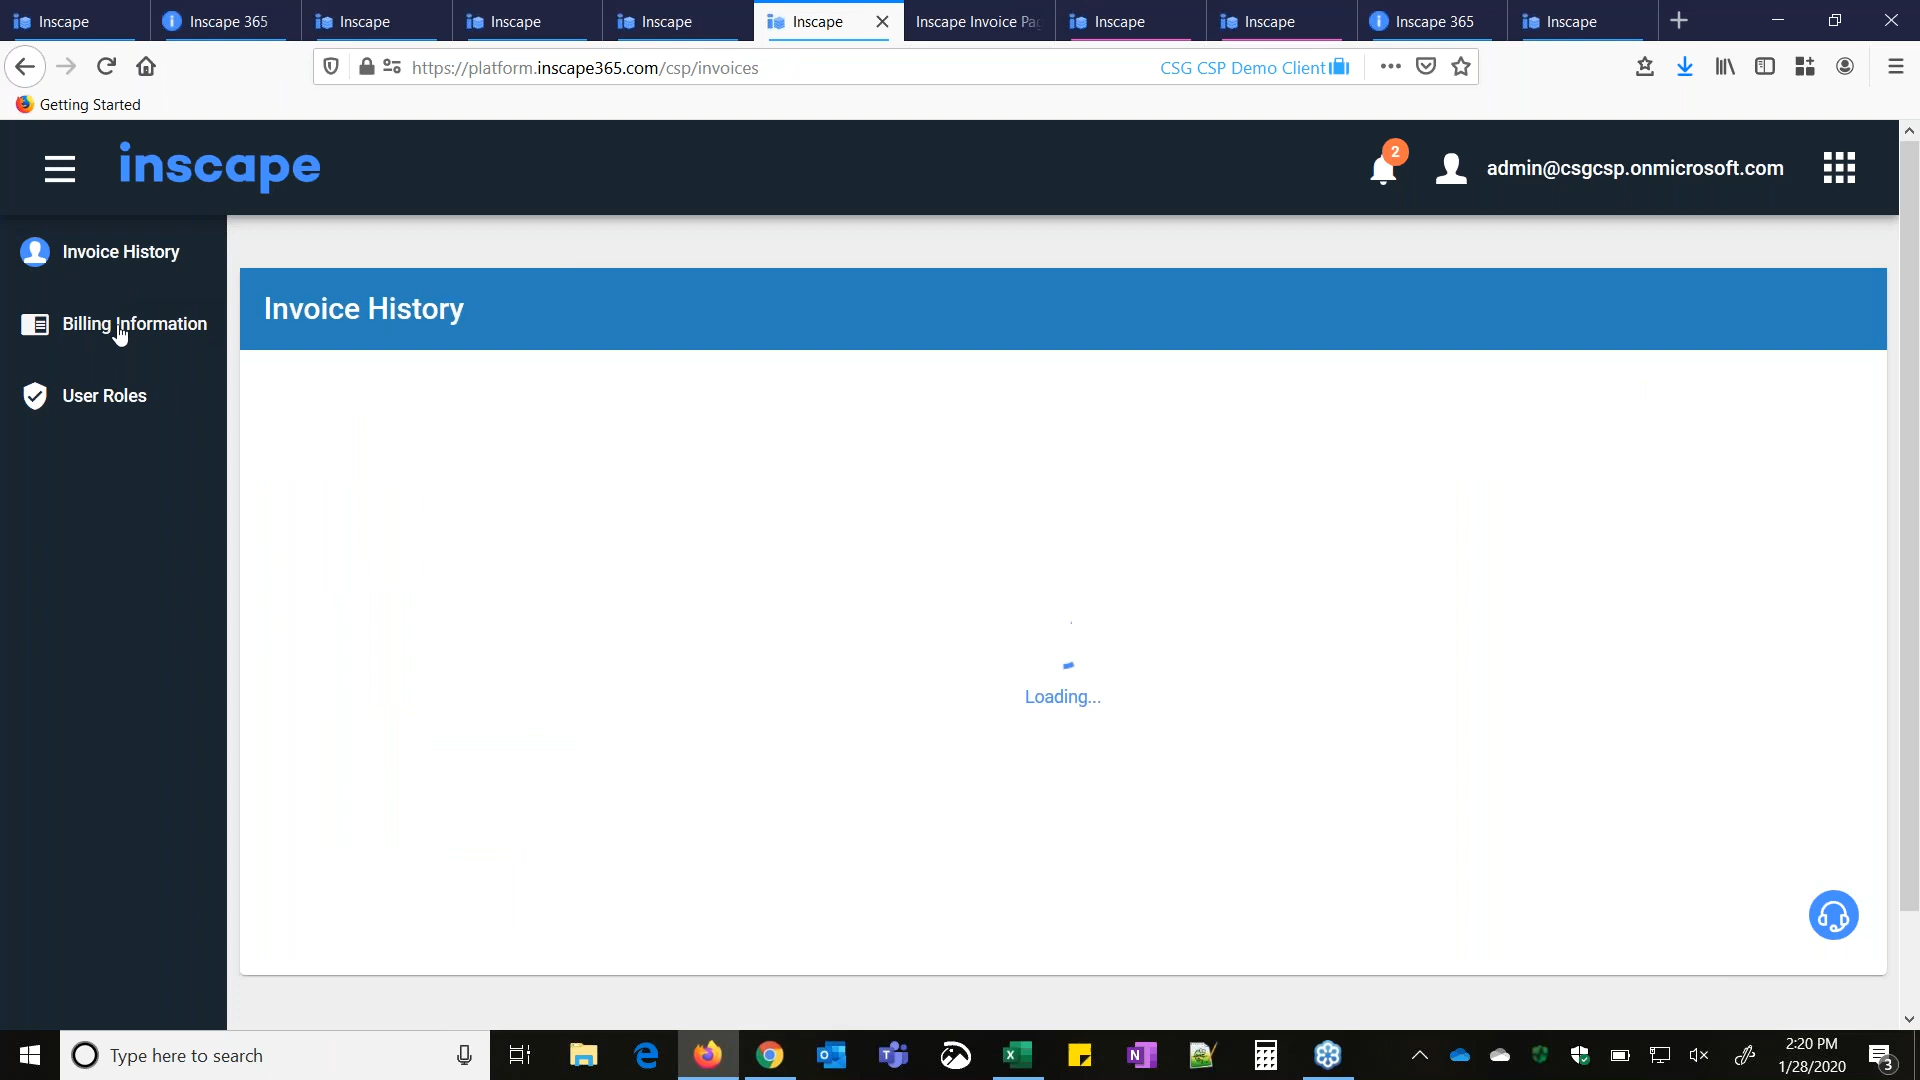 Inscape
Inscape 365
Inscape
Inscape
Inscape
Inscape
Inscape Invoice Pa
Inscape
Inscape
Inscape 365
Inscape
https://platform.inscape365.com/csp/invoices
CSG CSP Demo Client
Getting Started
inscape
2
admin@csgcsp.onmicrosoft.com
Invoice History
Billing Information
User Roles
Invoice History
Loading...
Type here to search
2:20 PM
1/28/2020
3